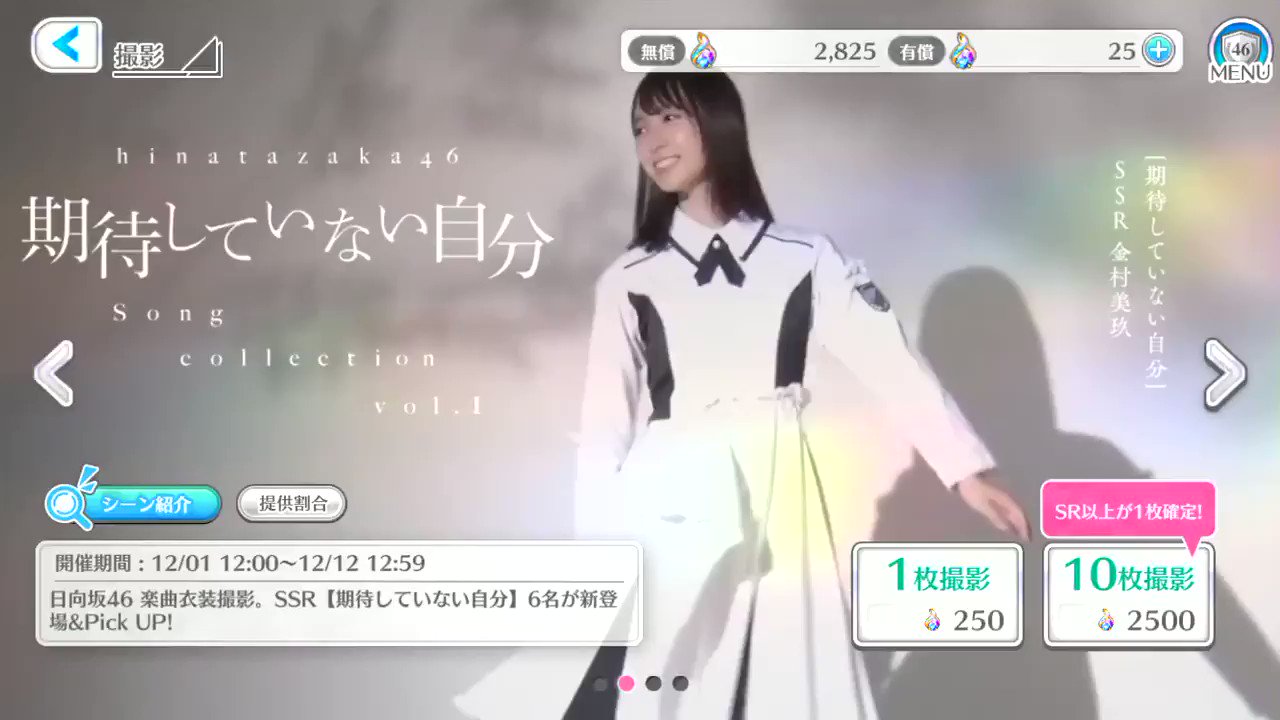 撮影
無償 2,825 有償 25
46
MENU
hinatazaka46
期待していない自分
Song
collection
vol.1
[期待していない自分]
SSR 金村美玖
シーン紹介
提供割合
SR以上が1枚確定!
開催期間 : 12/01 12:00〜12/12 12:59
日向坂46 楽曲衣装撮影。SSR【期待していない自分】6名が新登
場&Pick UP!
1枚撮影
250
10枚撮影
2500